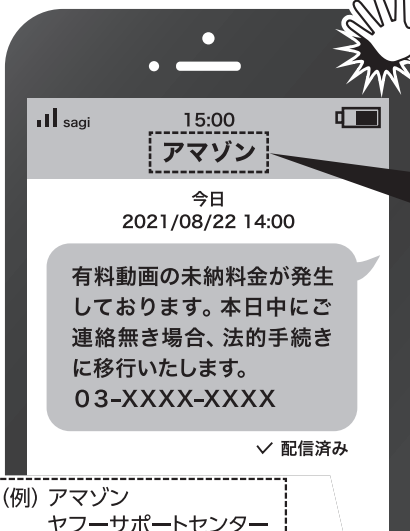 sagi
15:00
アマゾン
今日
2021/08/22 14:00
有料動画の未納料金が発生
しております。本日中にご
連絡無き場合、法的手続き
に移行いたします。
03-XXXX-XXXX
✓ 配信済み
(例) アマゾン
ヤフーサポートセンター